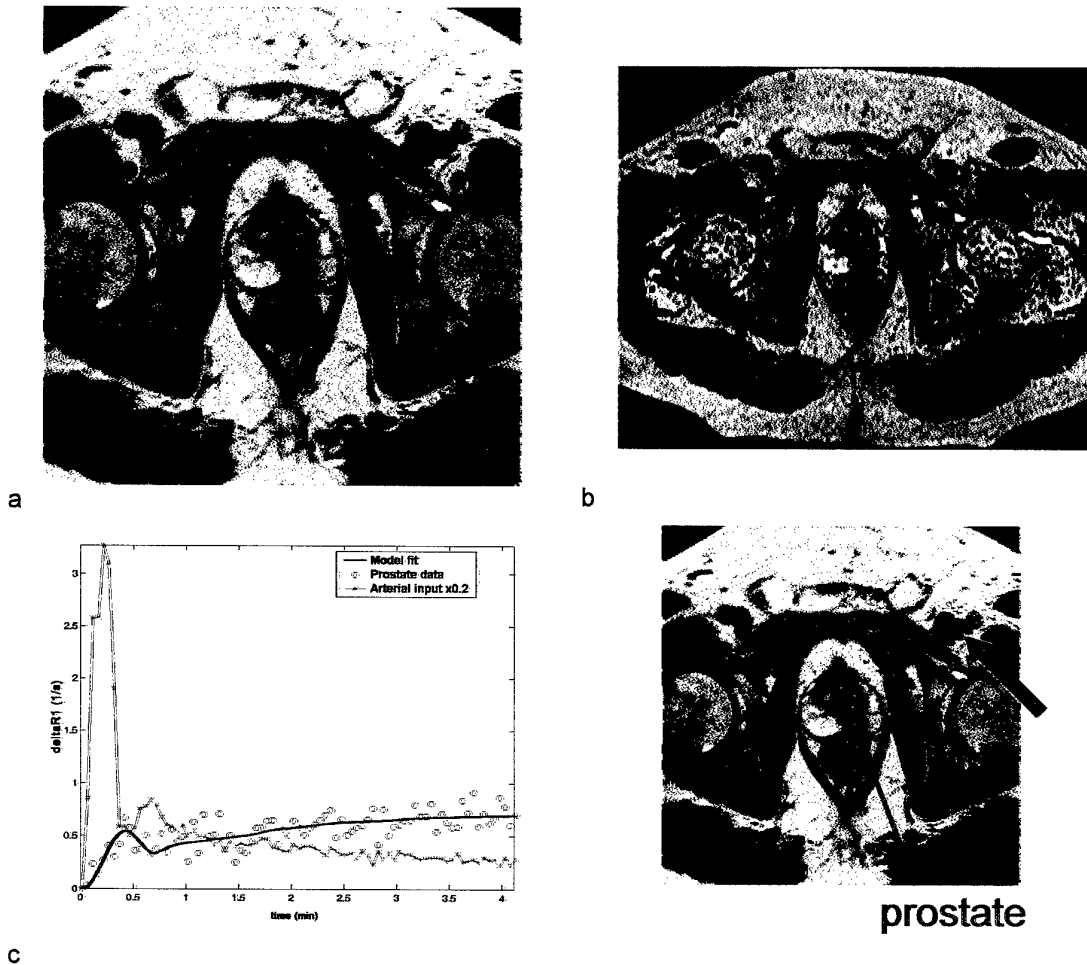 a
b
3
2.5
2
1.5
1
0.5
0
deltaR1 (1/s)
Model fit
Prostate data
Arterial input x0.2
0
0.5
1
1.5
2
2.5
3
3.5
4
time (min)
c
prostate